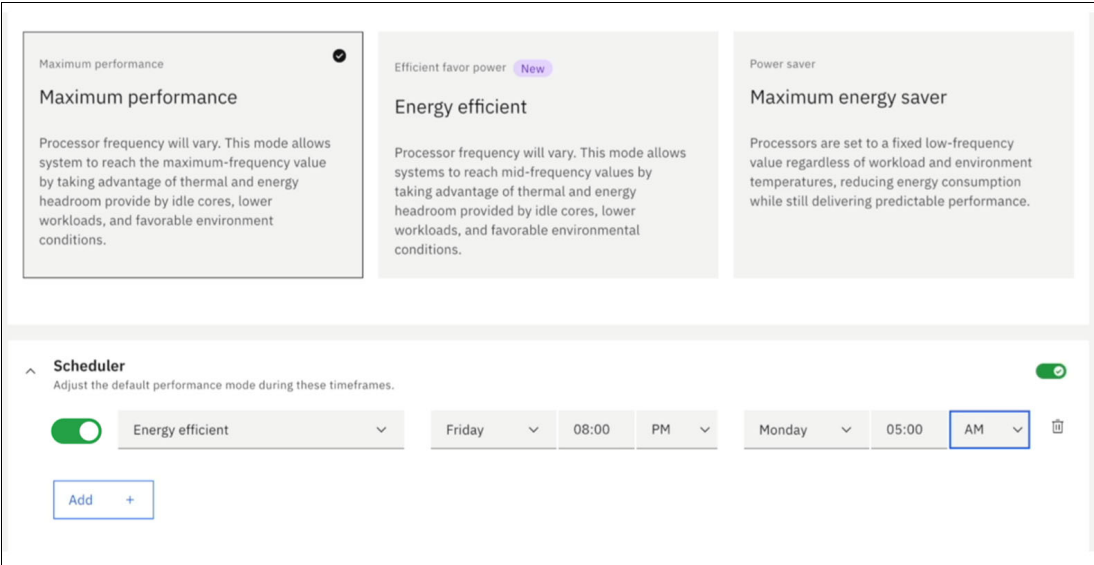 Maximum performance
Maximum performance
Processor frequency will vary. This mode allows
system to reach the maximum-frequency value
by taking advantage of thermal and energy
headroom provide by idle cores, lower
workloads, and favorable environment
conditions.
Efficient favor power New
Energy efficient
Processor frequency will vary. This mode allows
systems to reach mid-frequency values by
taking advantage of thermal and energy
headroom provided by idle cores, lower
workloads, and favorable environmental
conditions.
Power saver
Maximum energy saver
Processors are set to a fixed low-frequency
value regardless of workload and environment
temperatures, reducing energy consumption
while still delivering predictable performance.
Scheduler
Adjust the default performance mode during these timeframes.
Energy efficient Friday 08:00 PM Monday 05:00 AM
Add +